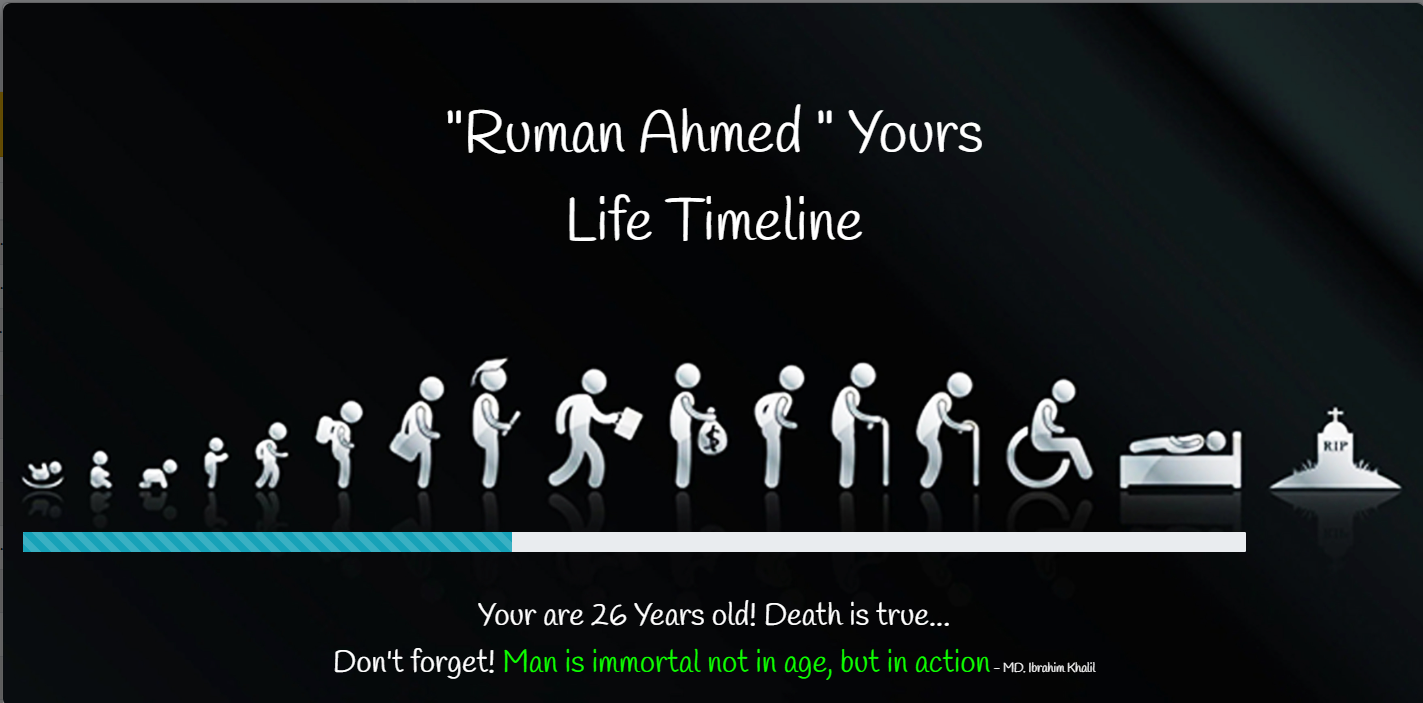 "Ruman Ahmed " Yours
Life Timeline
$
RIP
Your are 26 Years old! Death is true...
Don't forget! Man is immortal not in age, but in action - MD. Ibrahim Khalil